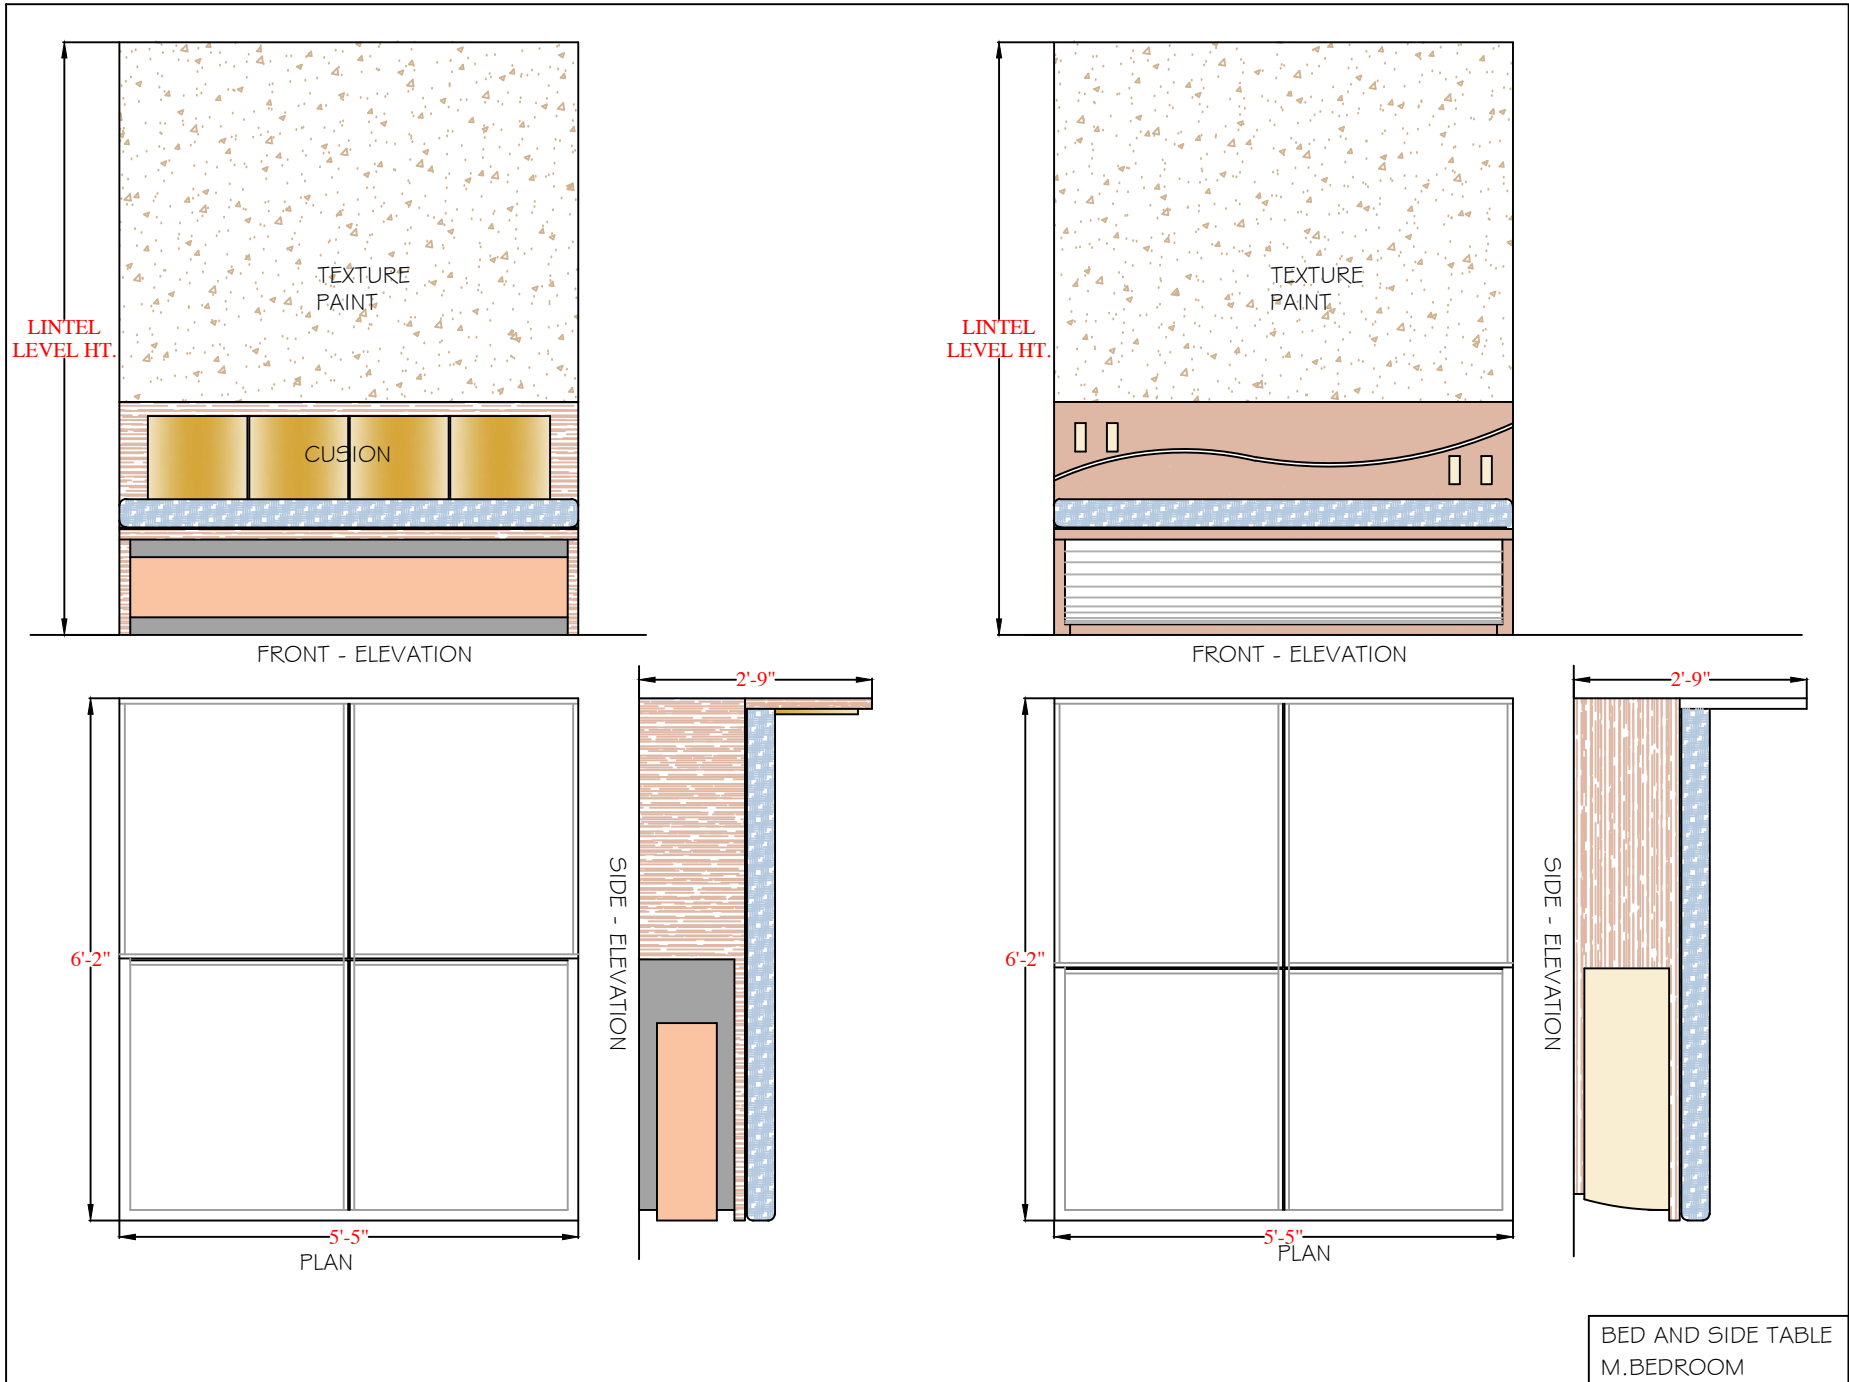 TEXTURE
PAINT
LINTEL
LEVEL HT.
CUSION
FRONT - ELEVATION
2'-9"
6'-2"
SIDE - ELEVATION
5'-5"
PLAN
TEXTURE
PAINT
LINTEL
LEVEL HT.
FRONT - ELEVATION
2'-9"
6'-2"
SIDE - ELEVATION
5'-5"
PLAN
BED AND SIDE TABLE
M.BEDROOM